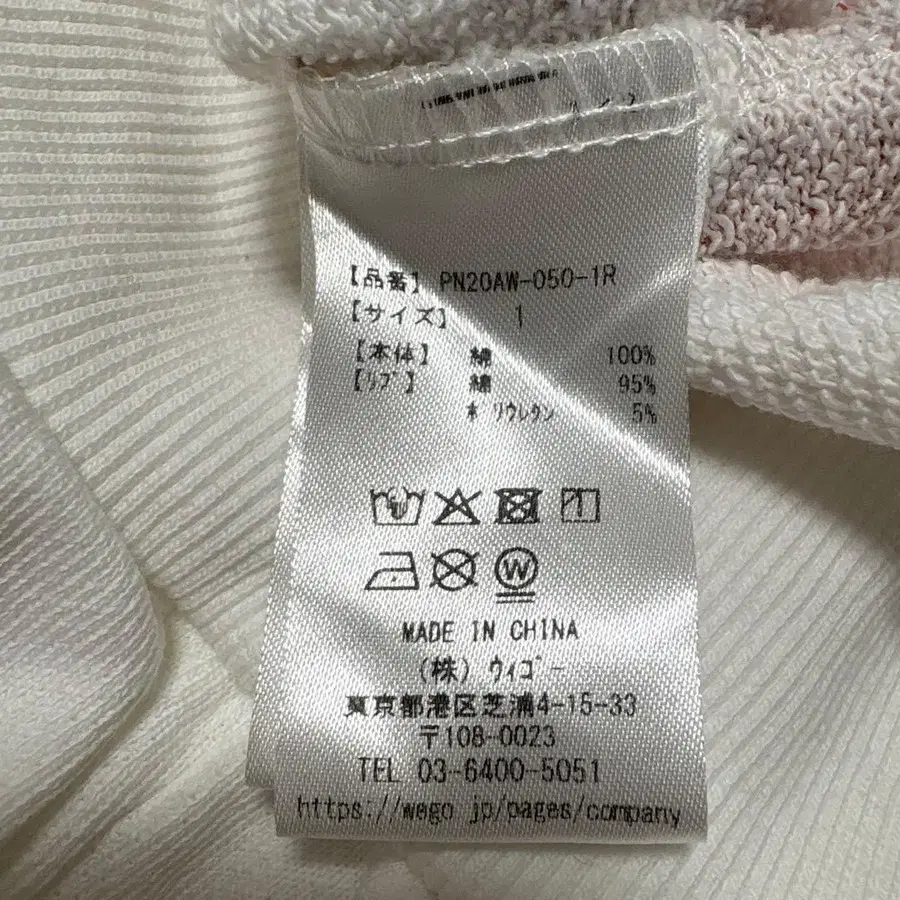 【品番】 PN20AW-050-1R
【サイズ】 1
【本体】 綿 100%
【リブ】 綿 95%
ポリウレタン 5%
W
MADE IN CHINA
(株) ウィゴー
東京都港区芝浦4-15-33
〒108-0023
TEL 03-6400-5051
https://wego jp/pages/company